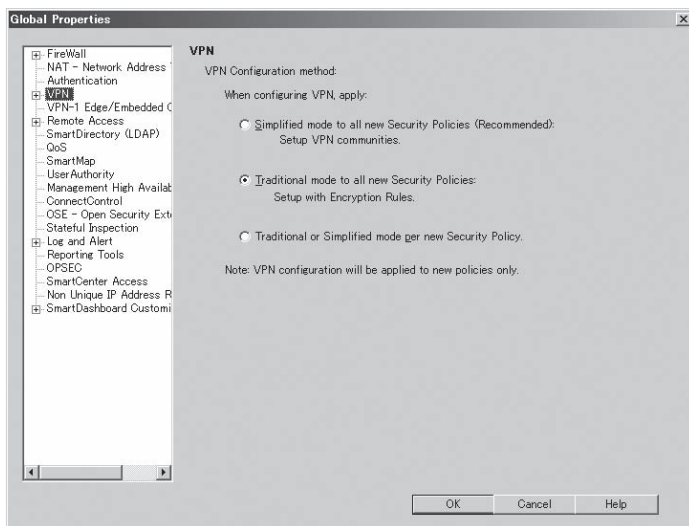 Global Properties
FireWall
NAT - Network Address
Authentication
VPN
VPN-1 Edge/Embedded
Remote Access
SmartDirectory (LDAP)
QoS
SmartMap
UserAuthority
Management High Availab
ConnectControl
OSE - Open Security Ext
Stateful Inspection
Log and Alert
Reporting Tools
OPSEC
SmartCenter Access
Non Unique IP Address R
SmartDashboard Customi
VPN
VPN Configuration method:
When configuring VPN, apply:
Simplified mode to all new Security Policies (Recommended):
Setup VPN communities.
Traditional mode to all new Security Policies:
Setup with Encryption Rules.
Traditional or Simplified mode per new Security Policy.
Note: VPN configuration will be applied to new policies only.
OK
Cancel
Help